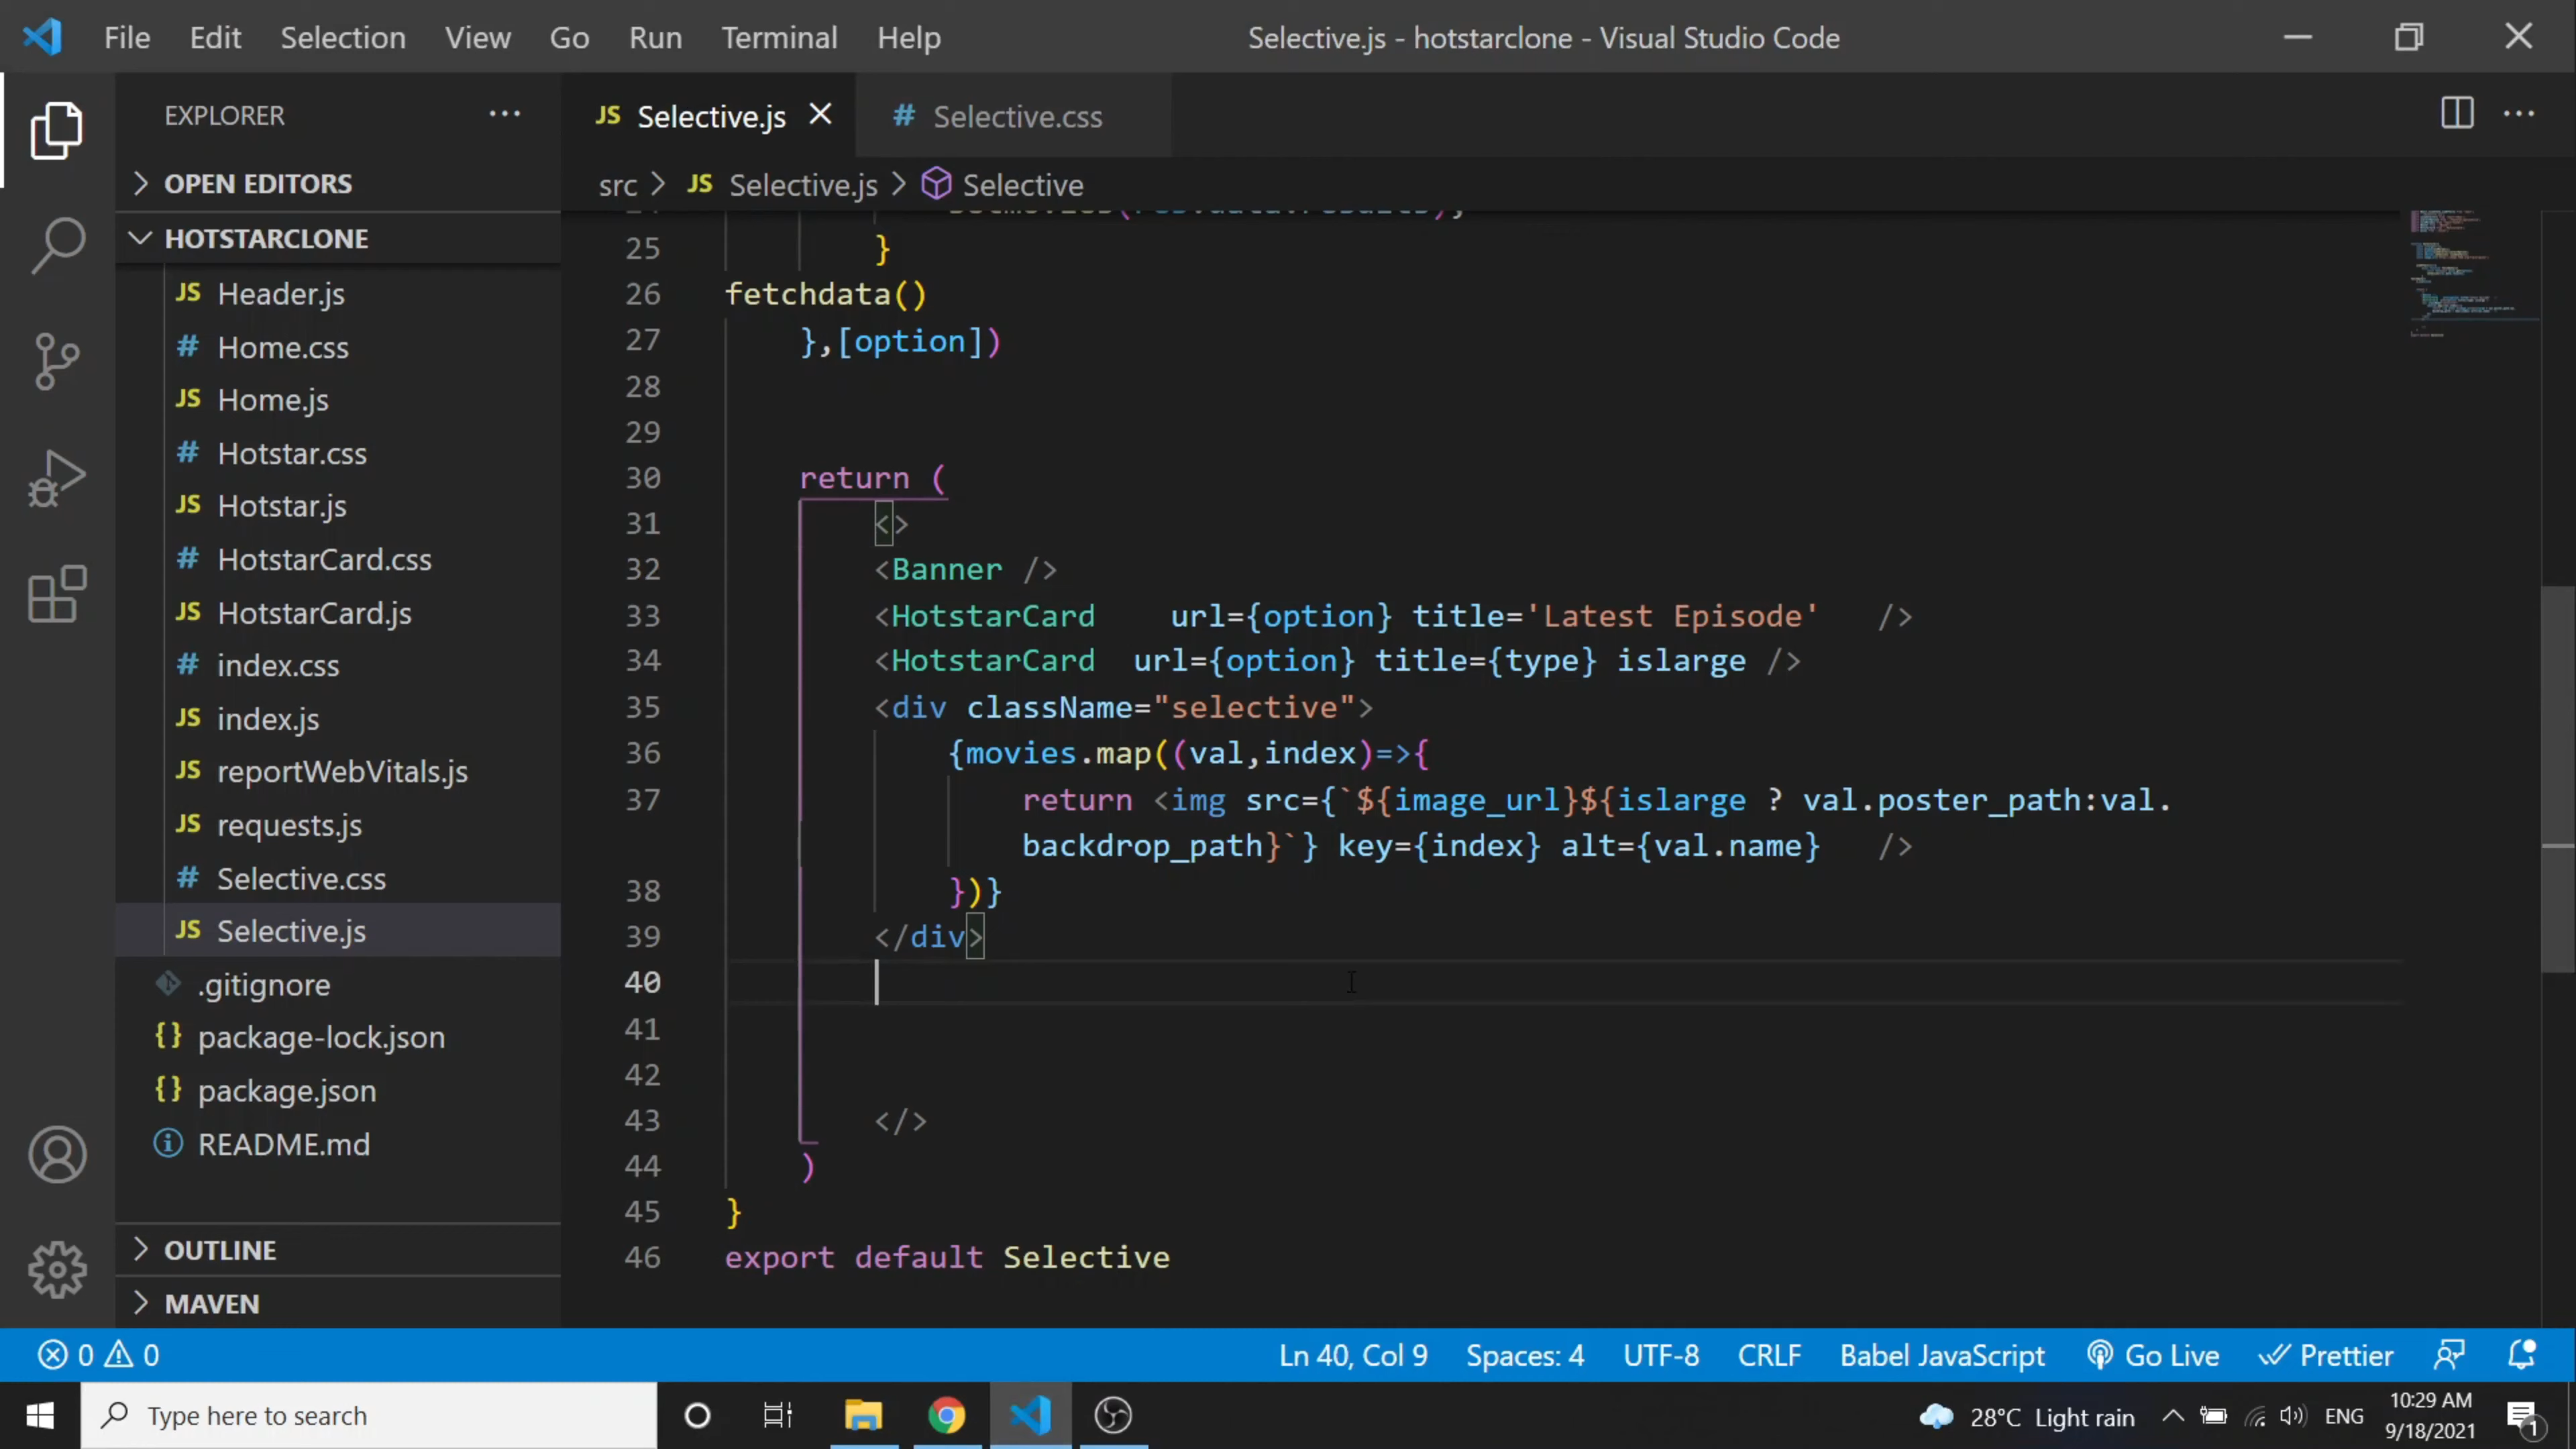 File Edit Selection View Go Run Terminal Help Selective.js - hotstarclone - Visual Studio Code
EXPLORER
OPEN EDITORS
HOTSTARCLONE
JS Header.js
# Home.css
JS Home.js
# Hotstar.css
JS Hotstar.js
# HotstarCard.css
JS HotstarCard.js
# index.css
JS index.js
JS reportWebVitals.js
JS requests.js
# Selective.css
JS Selective.js
.gitignore
{} package-lock.json
{} package.json
README.md
OUTLINE
MAVEN
JS Selective.js
# Selective.css
src > JS Selective.js > Selective
25 }
26 fetchdata()
27 },[option])
28
29
30 return (
31 <>
32 <Banner />
33 <HotstarCard url={option} title='Latest Episode' />
34 <HotstarCard url={option} title={type} islarge />
35 <div className="selective">
36 {movies.map((val,index)=>{
37 return <img src={`${image_url}${islarge ? val.poster_path:val.
backdrop_path}`} key={index} alt={val.name} />
38 })}
39 </div>
40
41
42
43 </>
44 )
45 }
46 export default Selective
0 0 Ln 40, Col 9 Spaces: 4 UTF-8 CRLF Babel JavaScript Go Live Prettier
Type here to search
28°C Light rain
ENG
10:29 AM
9/18/2021
1